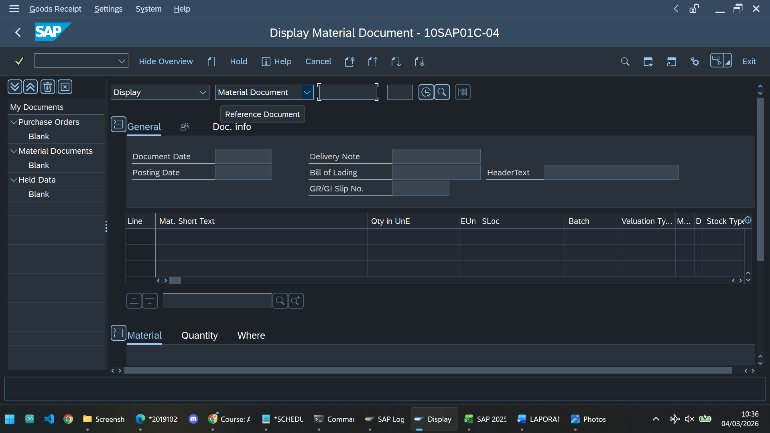 Goods Receipt Settings System Help
SAP Display Material Document - 10SAP01C-04
Hide Overview Hold Help Cancel Exit
Display Material Document
Reference Document
My Documents
Purchase Orders
Blank
Material Documents
Blank
Held Data
Blank
General Doc. info
Document Date Delivery Note
Posting Date Bill of Lading HeaderText
GR/GI Slip No.
Line Mat. Short Text Qty in UnE EUn SLoc Batch Valuation Ty... M... D Stock Type
Material Quantity Where
Screensh *2019102 Course: A *SCHEDU Comman SAP Log Display SAP 2025 LAPORAN Photos
10:36
04/03/2026